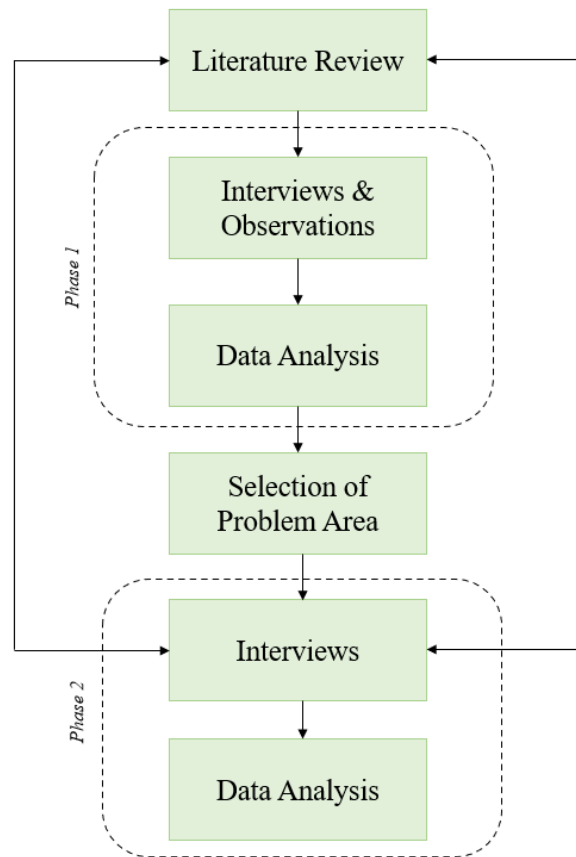 Literature Review
Phase 1
Interviews &
Observations
Data Analysis
Selection of
Problem Area
Phase 2
Interviews
Data Analysis